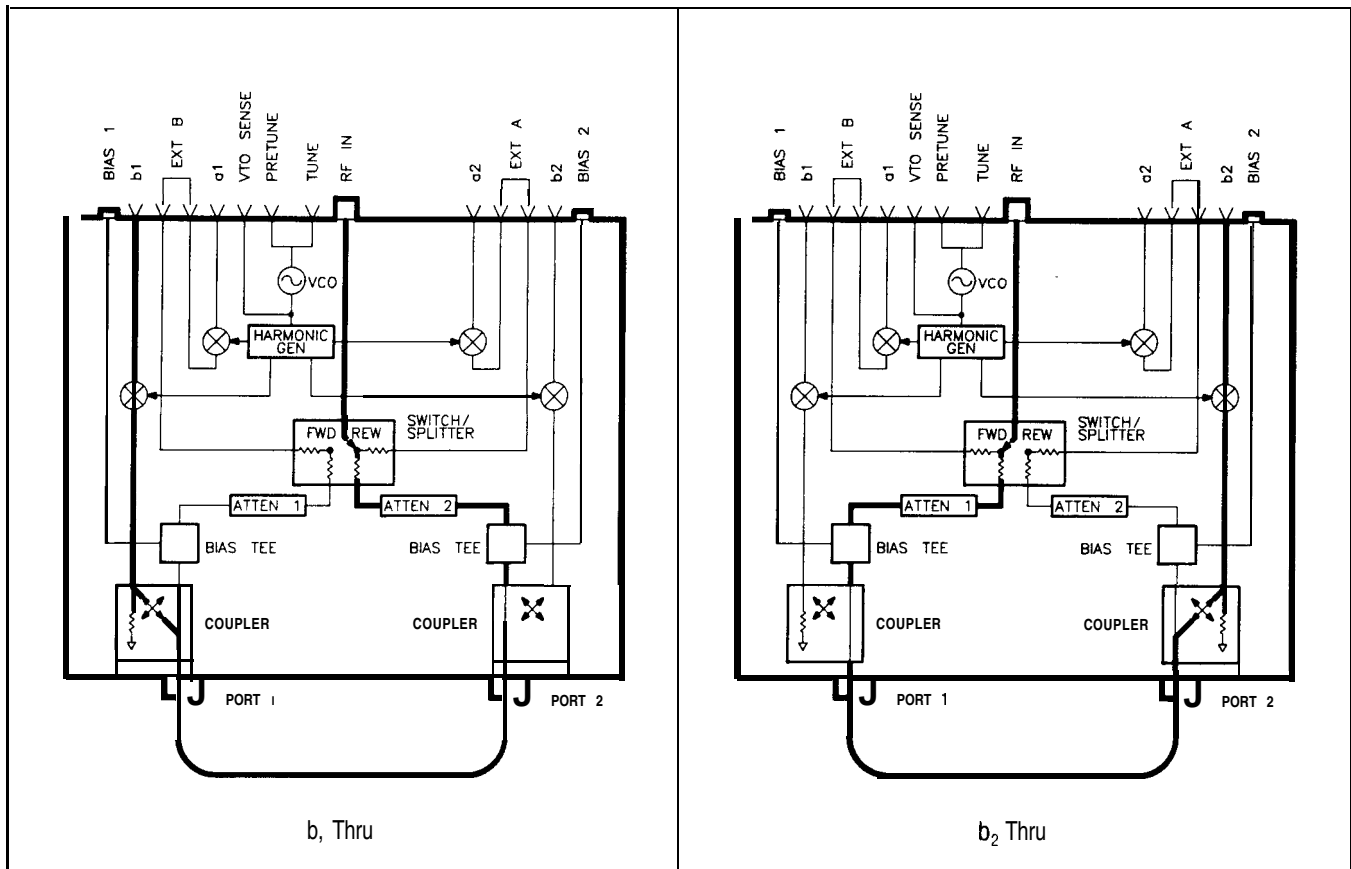 BIAS 1
b1
EXT B
a1
VTO SENSE
PRETUNE
TUNE
RF IN
a2
EXT A
b2
BIAS 2
VCO
HARMONIC
GEN
SWITCH/
SPLITTER
FWD REW
ATTEN 1
ATTEN 2
BIAS TEE
BIAS TEE
COUPLER
COUPLER
PORT I
PORT 2
b, Thru
BIAS 1
b1
EXT B
a1
VTO SENSE
PRETUNE
TUNE
RF IN
a2
EXT A
b2
BIAS 2
VCO
HARMONIC
GEN
SWITCH/
SPLITTER
FWD REW
ATTEN 1
ATTEN 2
BIAS TEE
BIAS TEE
COUPLER
COUPLER
PORT 1
PORT 2
b₂ Thru